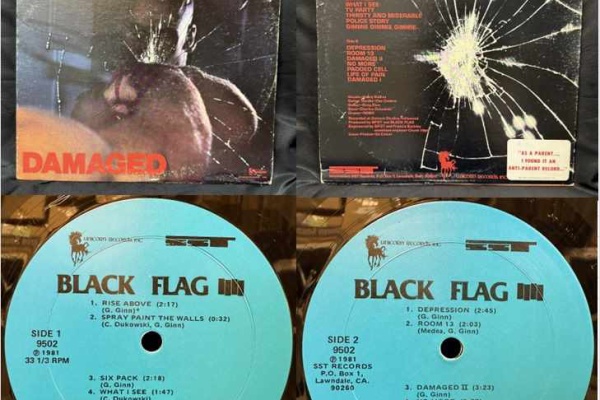 DAMAGED
WHAT I SEE
TV PARTY
THIRSTY AND MISERABLE
POLICE STORY
GIMMIE GIMMIE GIMMIE
DEPRESSION
ROOM 13
DAMAGED II
NO MORE
PADDED CELL
LIFE OF PAIN
DAMAGED I
SST
UNICORN RECORDS
"AS A PARENT...
I FOUND IT AN
ANTI-PARENT RECORD...
UNICORN RECORDS INC.
SST
BLACK FLAG
1. RISE ABOVE (2:17)
(G. Ginn)
2. SPRAY PAINT THE WALLS (0:32)
(C. Dukowski, G. Ginn)
SIDE 1
9502
℗ 1981
33 1/3 RPM
3. SIX PACK (2:18)
(G. Ginn)
4. WHAT I SEE (1:47)
(C. Dukowski)
UNICORN RECORDS INC.
SST
BLACK FLAG
1. DEPRESSION (2:45)
(G. Ginn)
2. ROOM 13 (2:03)
(Medea, G. Ginn)
SIDE 2
9502
℗ 1981
SST RECORDS
P.O. Box 1,
Lawndale, CA.
90260
3. DAMAGED II (3:23)
(G. Ginn)